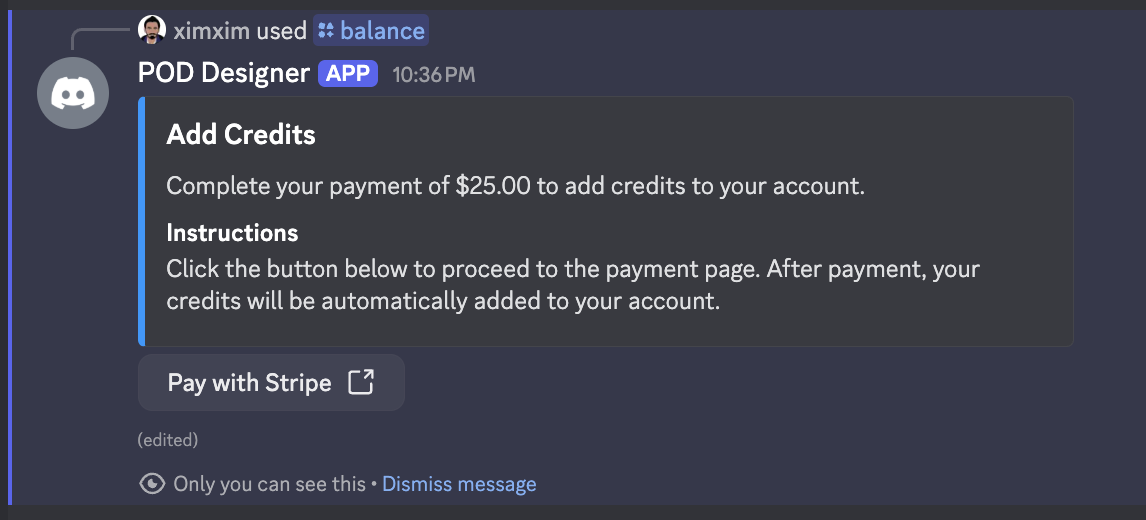 ximxim used balance
POD Designer APP 10:36 PM
Add Credits
Complete your payment of $25.00 to add credits to your account.
Instructions
Click the button below to proceed to the payment page. After payment, your
credits will be automatically added to your account.
Pay with Stripe
(edited)
Only you can see this • Dismiss message